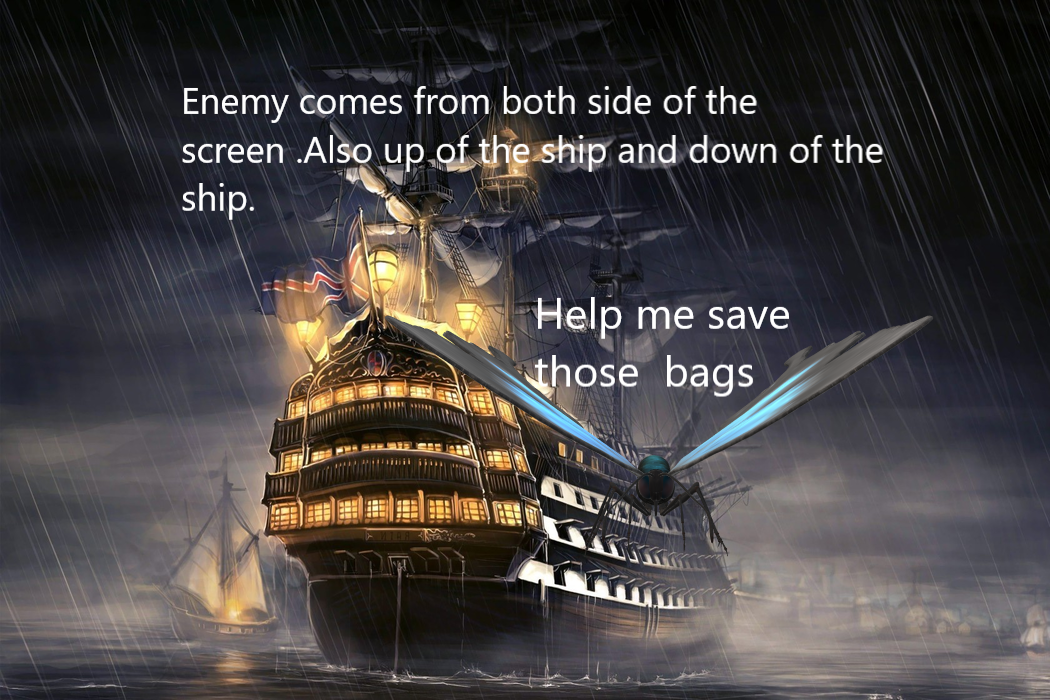 Enemy comes from both side of the
screen .Also up of the ship and down of the
ship.
Help me save
those  bags